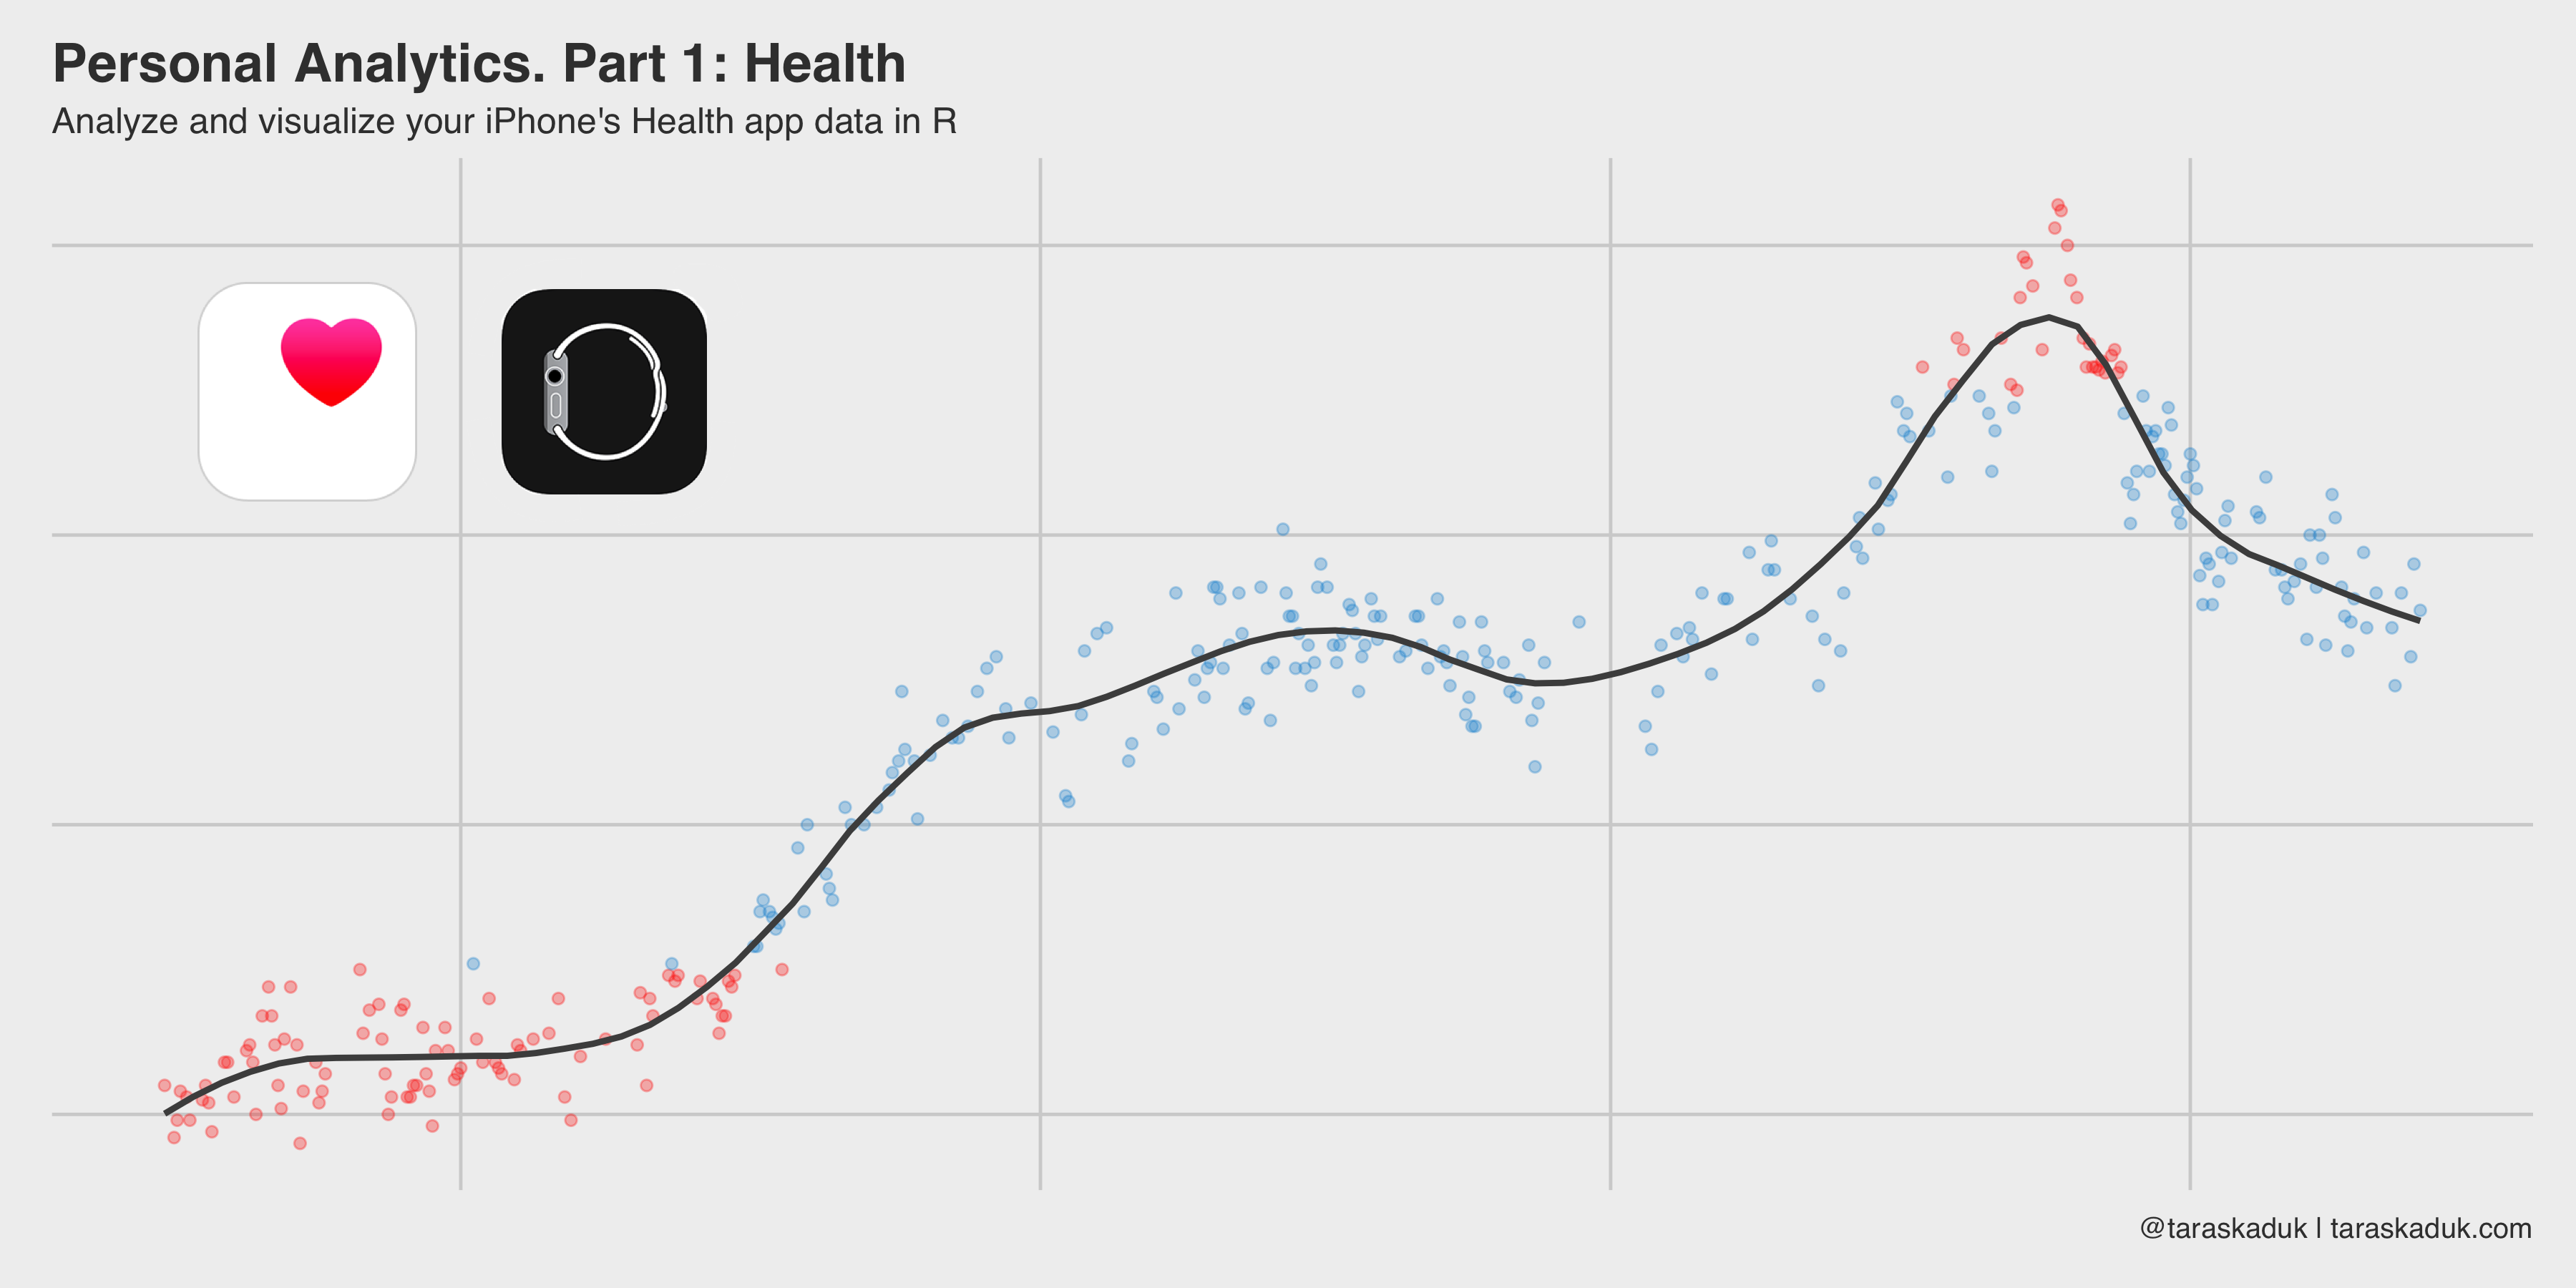 Personal Analytics. Part 1: Health
Analyze and visualize your iPhone's Health app data in R
@taraskaduk | taraskaduk.com